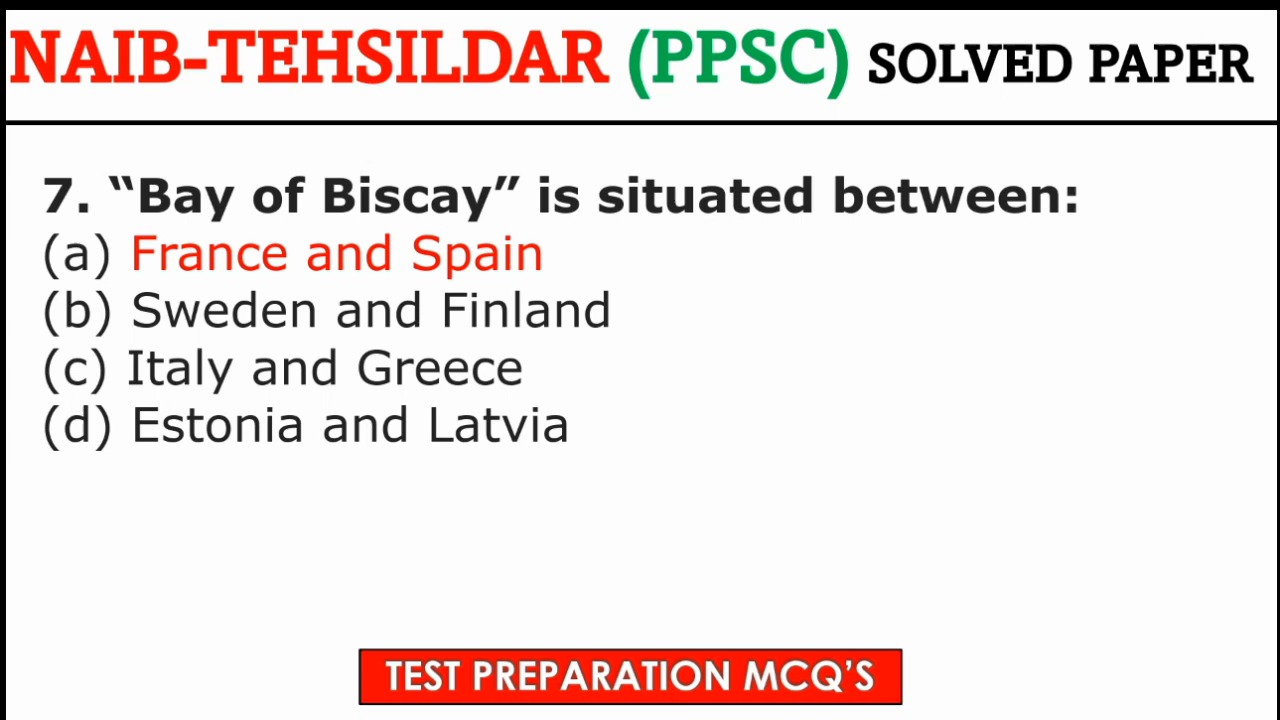 NAIB-TEHSILDAR (PPSC) SOLVED PAPER
7. “Bay of Biscay” is situated between:
(a) France and Spain
(b) Sweden and Finland
(c) Italy and Greece
(d) Estonia and Latvia
TEST PREPARATION MCQ’S